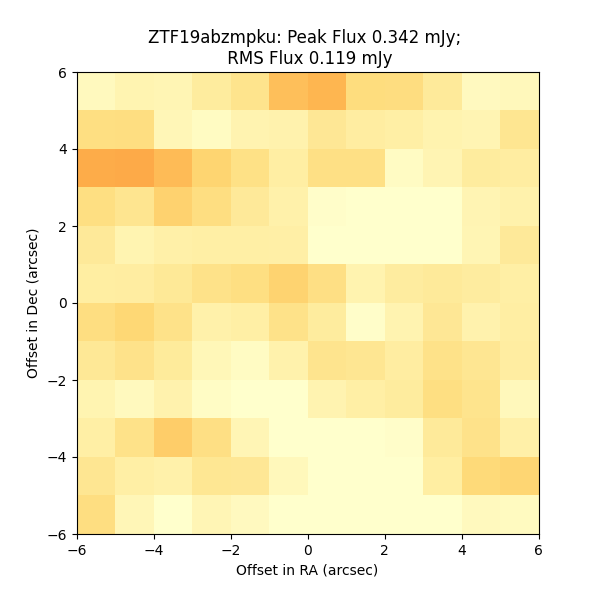 ZTF19abzmpku: Peak Flux 0.342 mJy;
RMS Flux 0.119 mJy
6
4
2
0
−2
−4
−6
Offset in Dec (arcsec)
−6 −4 −2 0 2 4 6
Offset in RA (arcsec)